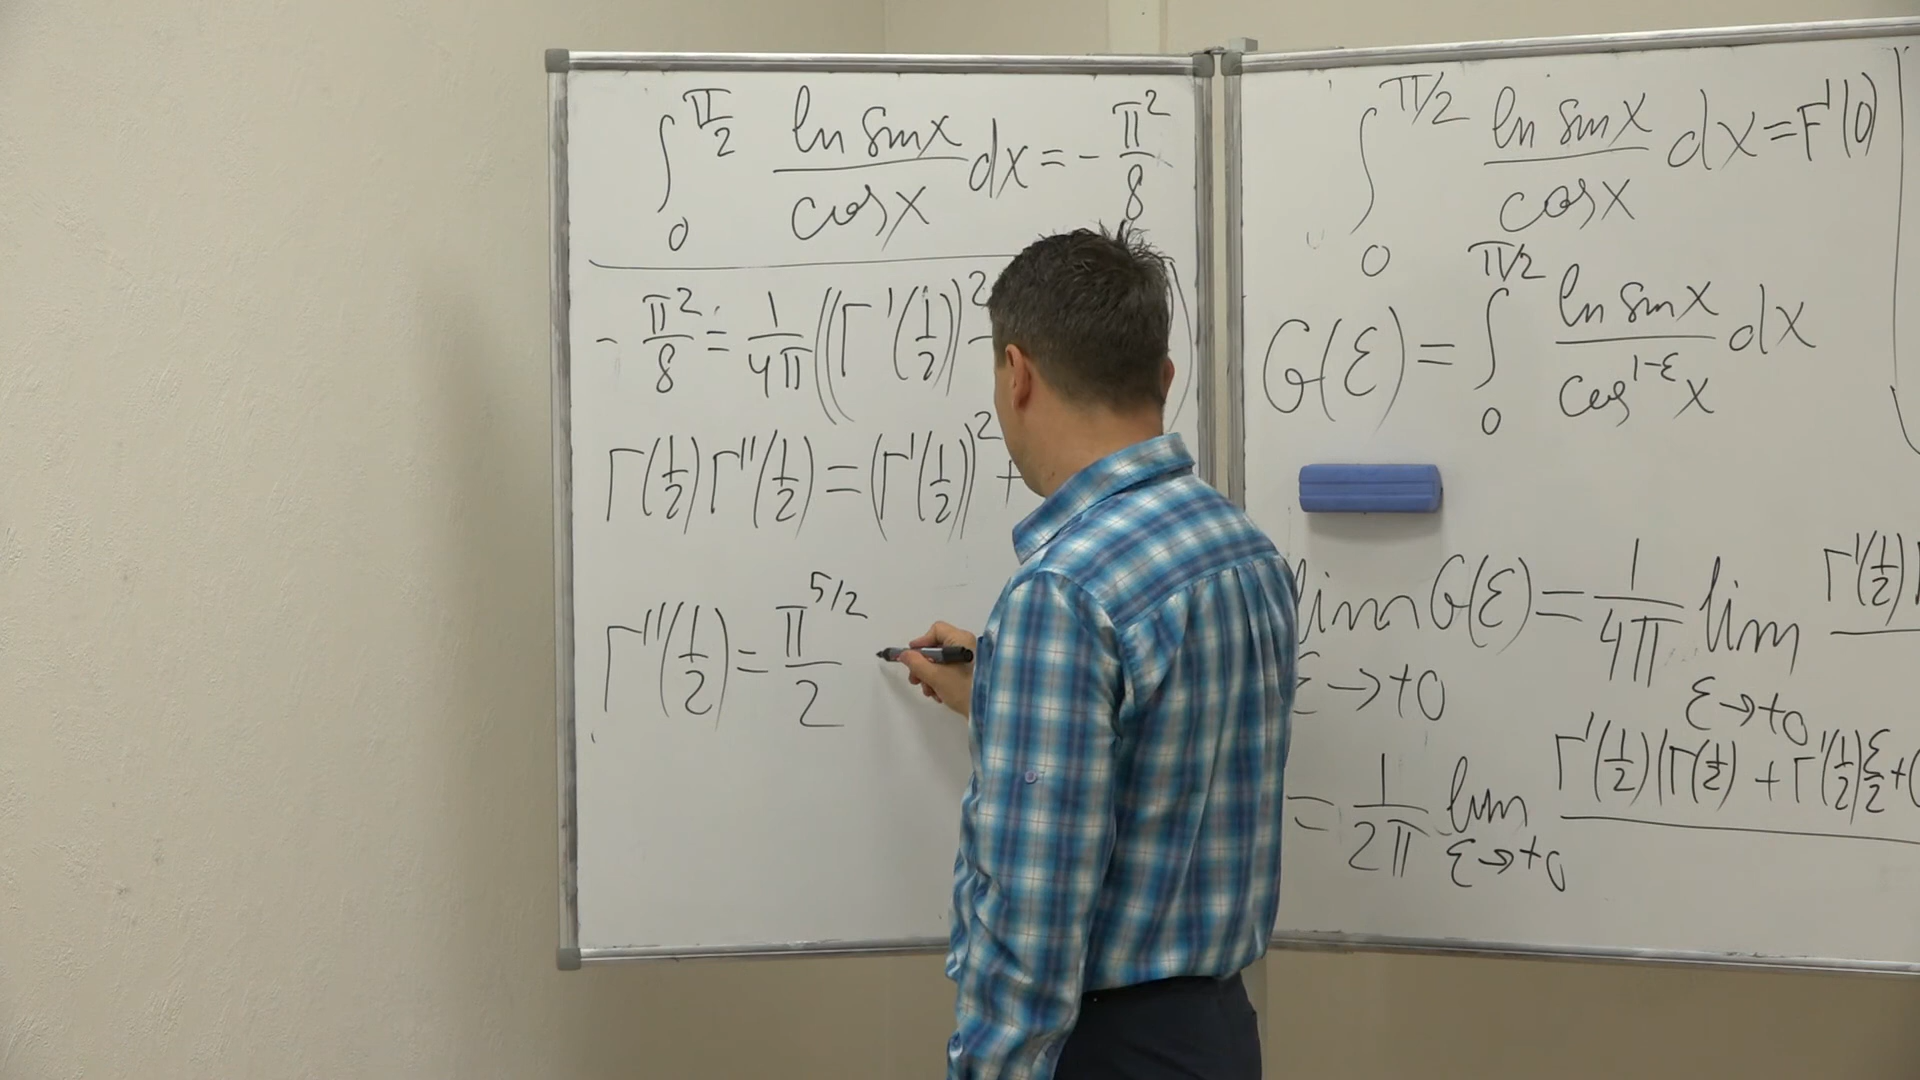 ∫₀^{π/2} ln sin x / cos x dx = - π²/8
- π²/8 = 1/4π ((Γ'(1/2))²
Γ(1/2) Γ''(1/2) = (Γ'(1/2))² +
Γ''(1/2) = π^{5/2}/2
∫₀^{π/2} ln sin x / cos x dx = F'(0)
G(ε) = ∫₀^{π/2} ln sin x / cos^{1-ε} x dx
lim_{ε→+0} G(ε) = 1/4π lim_{ε→+0} Γ'(1/2)
= 1/2π lim_{ε→+0} Γ'(1/2)(Γ(1/2) + Γ'(1/2) ε/2 +